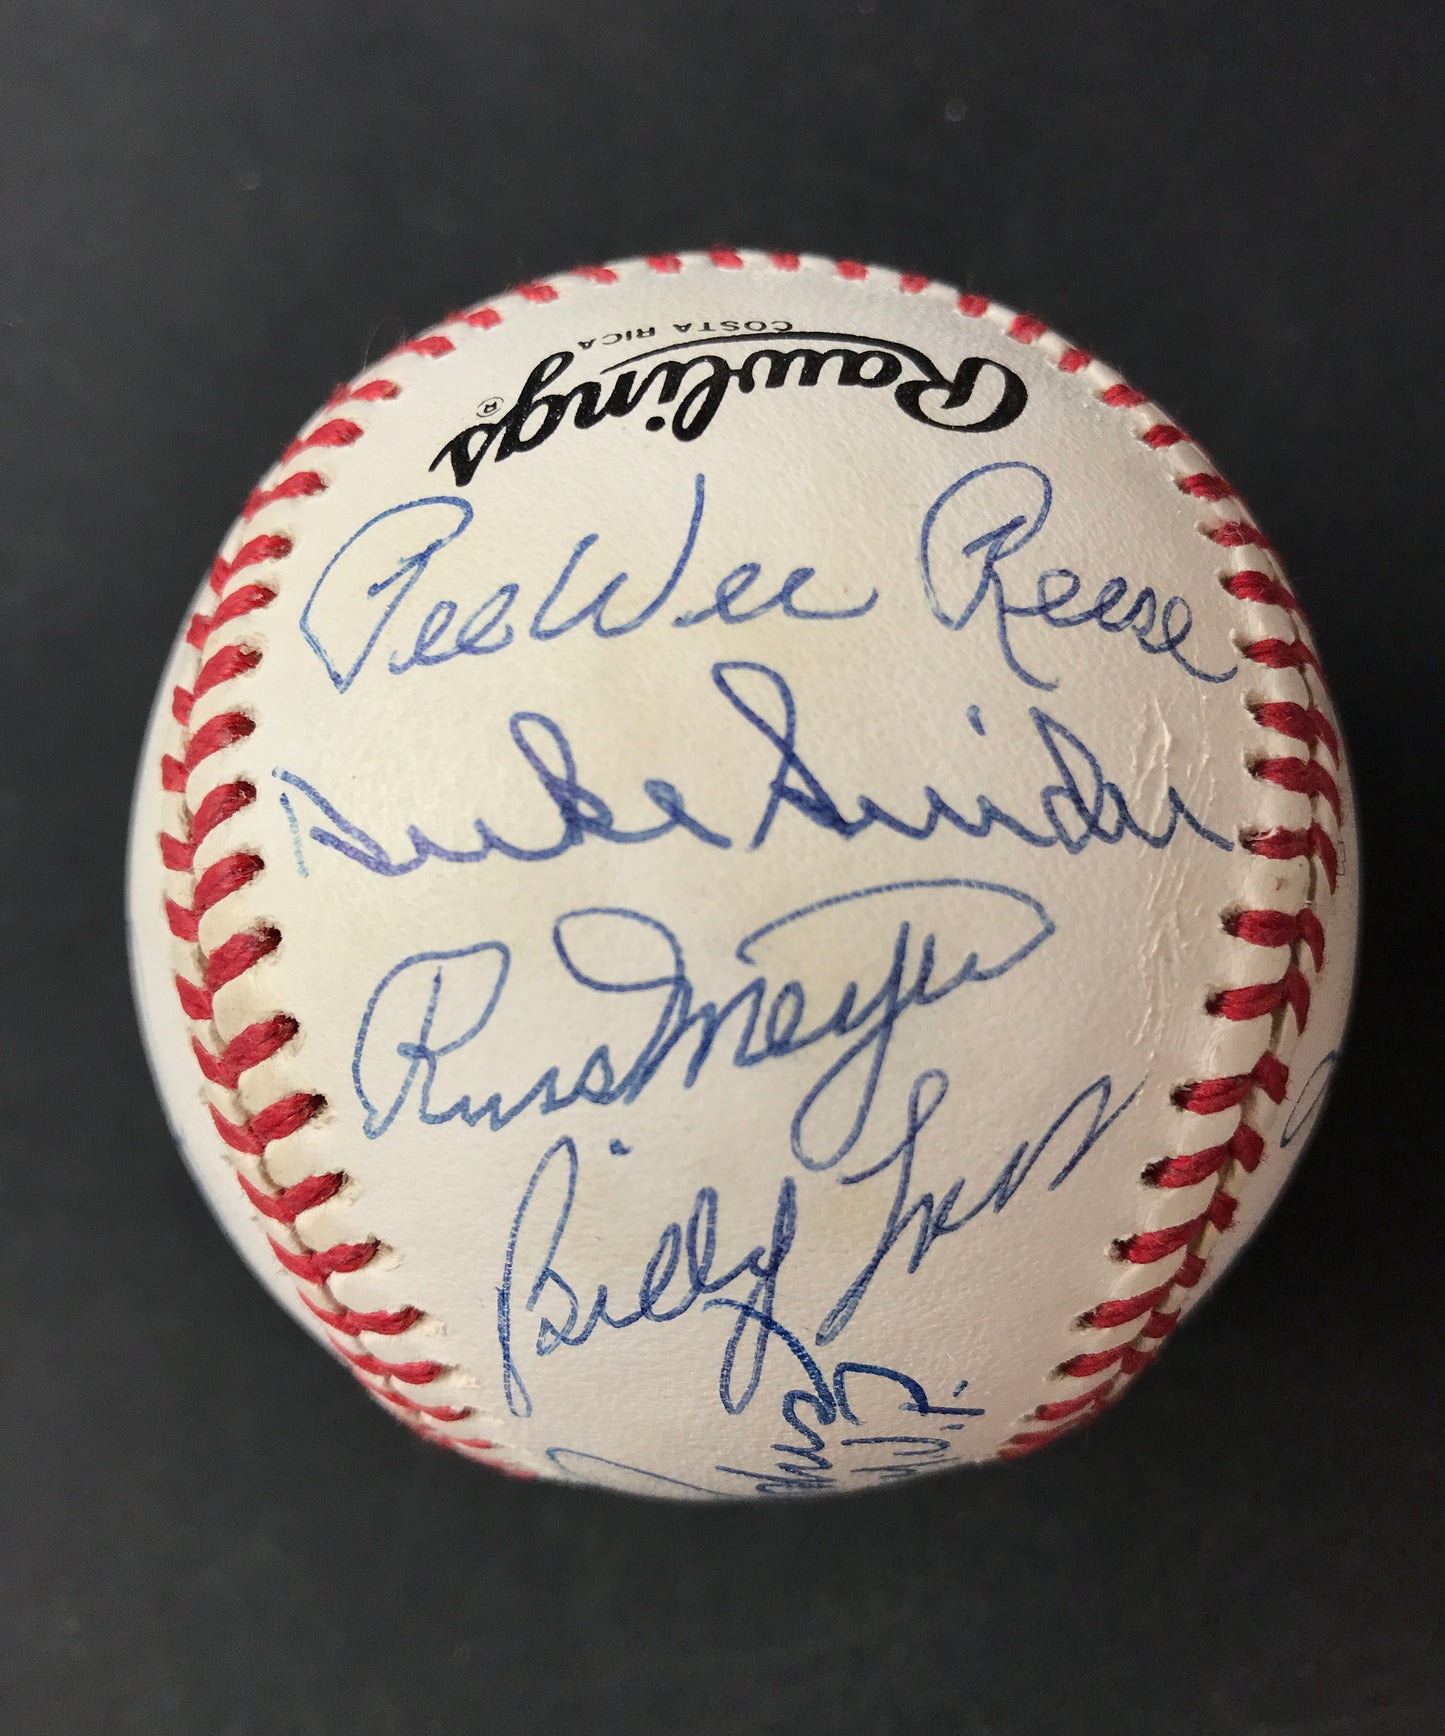 COSTA RICA
Rawlings ®
Pee Wee Reese
Duke Snider
Russ Meyer
Billy Loes